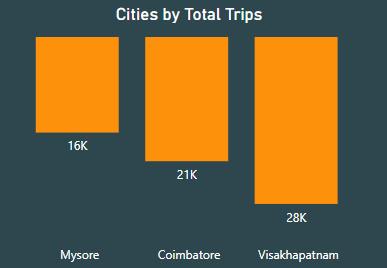 Cities by Total Trips
16K
21K
28K
Mysore Coimbatore Visakhapatnam